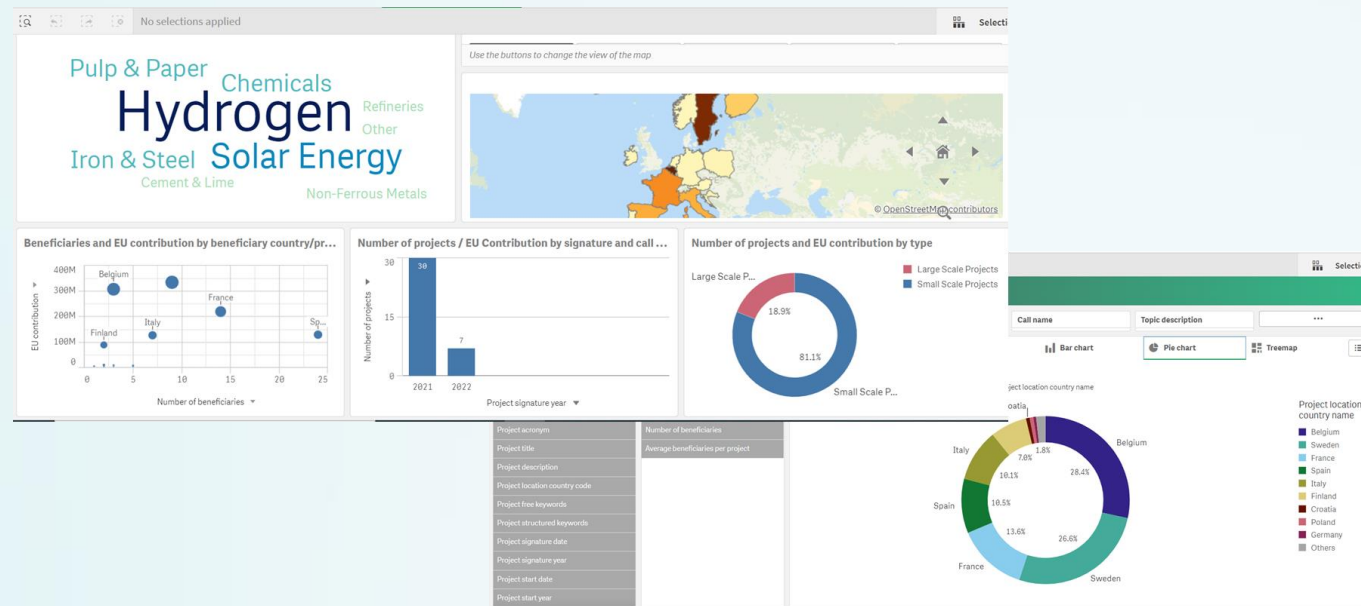 No selections applied
Selecti
Pulp & Paper
Chemicals
Hydrogen
Refineries
Other
Iron & Steel
Solar Energy
Cement & Lime
Non-Ferrous Metals
Use the buttons to change the view of the map
© OpenStreetMap contributors
Beneficiaries and EU contribution by beneficiary country/pr...
EU contribution
400M
300M
200M
100M
0
Belgium
France
Italy
Finland
Sp...
0 5 10 15 20 25
Number of beneficiaries
Number of projects / EU Contribution by signature and call ...
Number of projects
30
15
0
30
7
2021 2022
Project signature year
Number of projects and EU contribution by type
Large Scale P...
18.9%
81.1%
Small Scale P...
Large Scale Projects
Small Scale Projects
Selecti
Call name
Topic description
...
Bar chart
Pie chart
Treemap
Project acronym
Project title
Project description
Project location country code
Project free keywords
Project structured keywords
Project signature date
Project signature year
Project start date
Project start year
Number of beneficiaries
Average beneficiaries per project
ject location country name
oatia
Italy
Spain
France
Sweden
Belgium
7.0%
1.8%
10.1%
10.5%
13.6%
26.6%
28.4%
Project location
country name
Belgium
Sweden
France
Spain
Italy
Finland
Croatia
Poland
Germany
Others